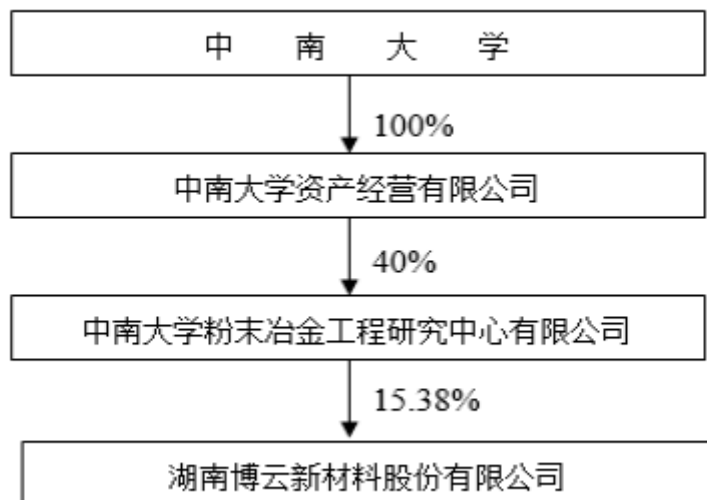 中 南 大 学
100%
中南大学资产经营有限公司
40%
中南大学粉末冶金工程研究中心有限公司
15.38%
湖南博云新材料股份有限公司